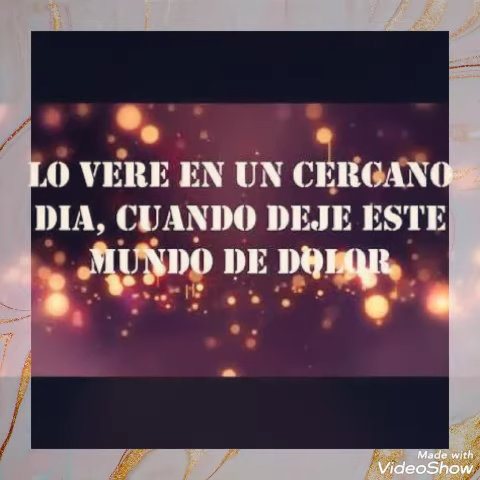 LO VERE EN UN CERCANO
DIA, CUANDO DEJE ESTE
MUNDO DE DOLOR
Made with
VideoShow